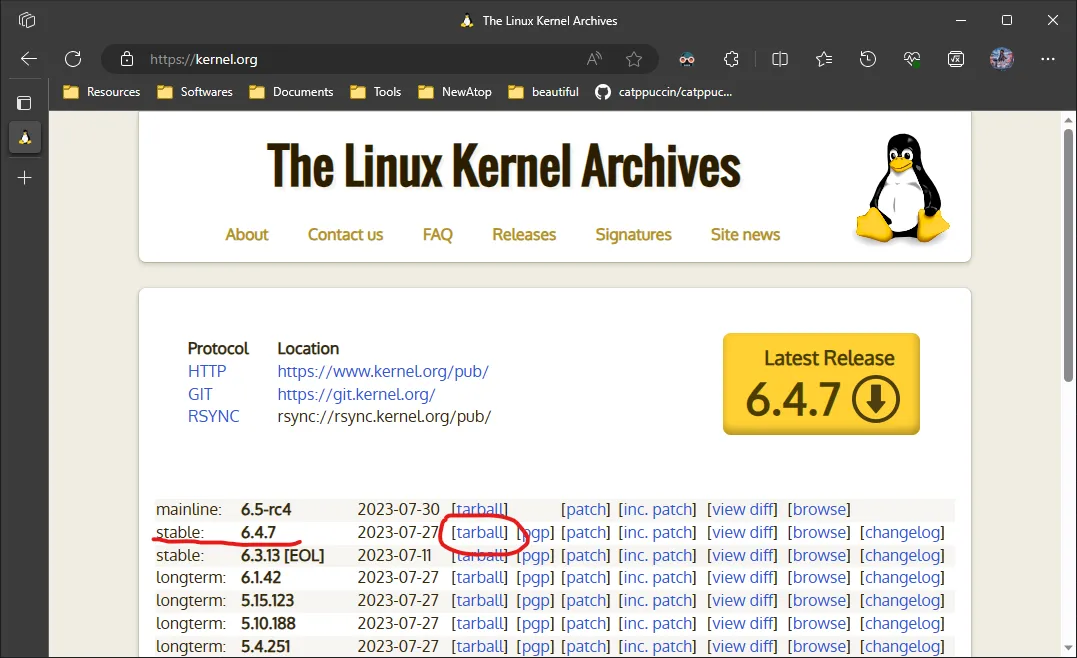 The Linux Kernel Archives
https://kernel.org
Resources Softwares Documents Tools NewAtop beautiful catppuccin/catppuc...
The Linux Kernel Archives
About Contact us FAQ Releases Signatures Site news
Protocol Location
HTTP https://www.kernel.org/pub/
GIT https://git.kernel.org/
RSYNC rsync://rsync.kernel.org/pub/
Latest Release
6.4.7
mainline: 6.5-rc4 2023-07-30 [tarball] [patch] [inc. patch] [view diff] [browse]
stable: 6.4.7 2023-07-27 [tarball] [pgp] [patch] [inc. patch] [view diff] [browse] [changelog]
stable: 6.3.13 [EOL] 2023-07-11 [tarball] [pgp] [patch] [inc. patch] [view diff] [browse] [changelog]
longterm: 6.1.42 2023-07-27 [tarball] [pgp] [patch] [inc. patch] [view diff] [browse] [changelog]
longterm: 5.15.123 2023-07-27 [tarball] [pgp] [patch] [inc. patch] [view diff] [browse] [changelog]
longterm: 5.10.188 2023-07-27 [tarball] [pgp] [patch] [inc. patch] [view diff] [browse] [changelog]
longterm: 5.4.251 2023-07-27 [tarball] [pgp] [patch] [inc. patch] [view diff] [browse] [changelog]